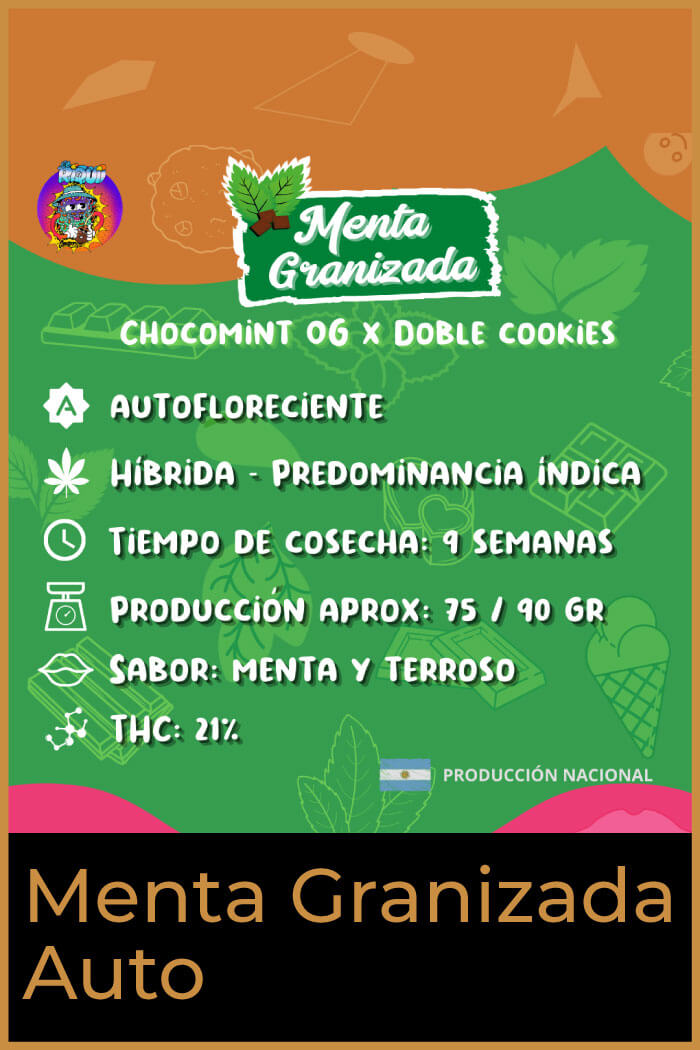 RIQUI
Menta
Granizada
CHOCOMINT OG X DOBLE COOKIES
A
AUTOFLORECIENTE
HÍBRIDA - PREDOMINANCIA ÍNDICA
TIEMPO DE COSECHA: 9 SEMANAS
PRODUCCIÓN APROX: 75 / 90 GR
SABOR: MENTA Y TERROSO
THC: 21%
PRODUCCIÓN NACIONAL
Menta Granizada
Auto